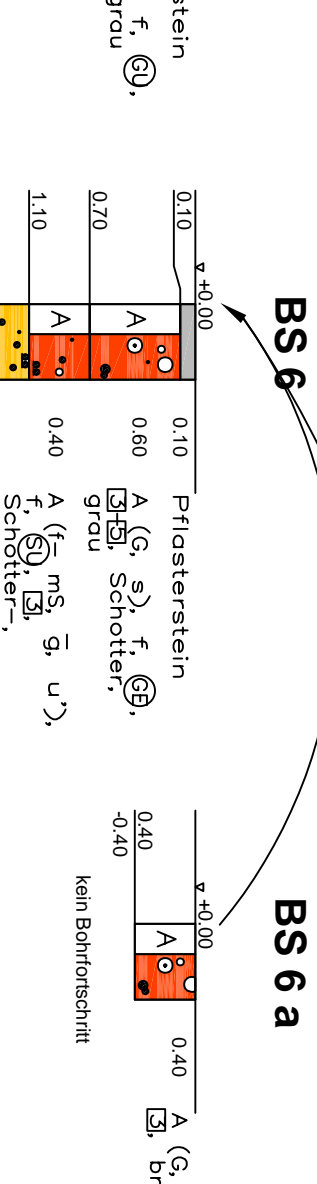 stein
f, GU,
grau
BS 6
+0.00
0.10
0.70
1.10
A
A
0.10
0.60
0.40
Pflasterstein
A (G, s), f, GE,
3-5, Schotter,
grau
A (f- mS, g̅, u'),
f, SU, 3,
Schotter-,
BS 6 a
+0.00
0.40
-0.40
A
kein Bohrfortschritt
0.40
A (G,
3, br